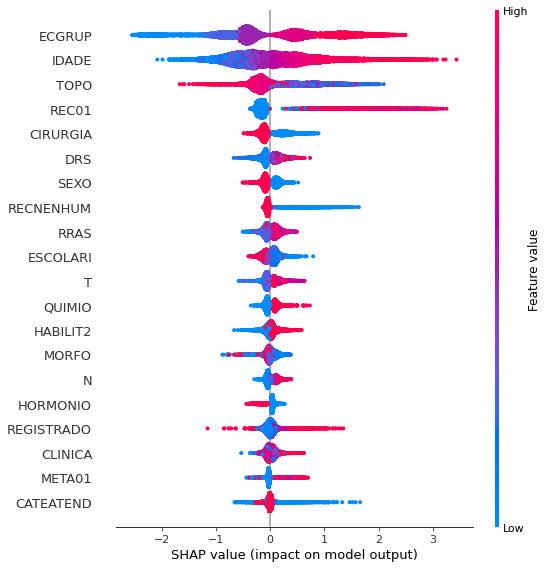 High
ECGRUP
IDADE
TOPO
REC01
CIRURGIA
DRS
SEXO
RECNENHUM
RRAS
ESCOLARI
T
QUIMIO
HABILIT2
MORFO
N
HORMONIO
REGISTRADO
CLINICA
META01
CATEATEND
Feature value
Low
−2 −1 0 1 2 3
SHAP value (impact on model output)